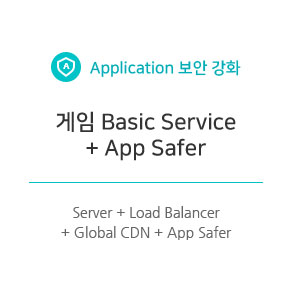 Application 보안 강화
게임 Basic Service
+ App Safer
Server + Load Balancer
+ Global CDN + App Safer